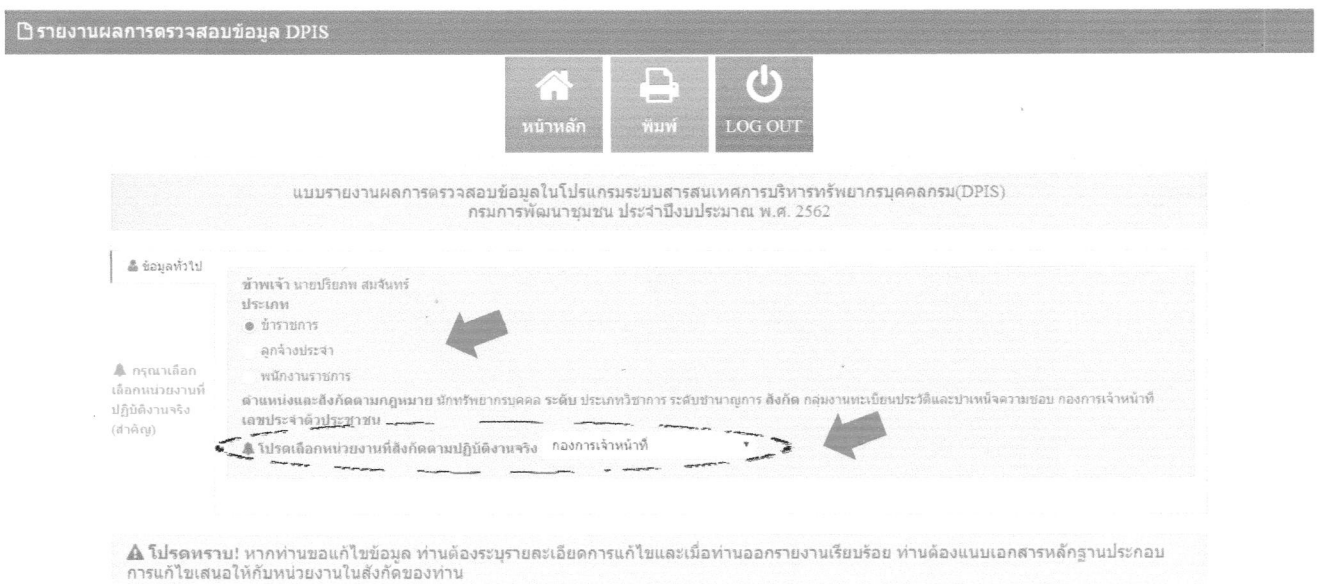 รายงานผลการตรวจสอบข้อมูล DPIS
หน้าหลัก
พิมพ์
LOG OUT
แบบรายงานผลการตรวจสอบข้อมูลในโปรแกรมระบบสารสนเทศการบริหารทรัพยากรบุคคลกรม(DPIS)
กรมการพัฒนาชุมชน ประจำปีงบประมาณ พ.ศ. 2562
ข้อมูลทั่วไป
ข้าพเจ้า นายปรียภพ สมจันทร์
ประเภท
ข้าราชการ
ลูกจ้างประจำ
พนักงานราชการ
กรุณาเลือก
เลือกหน่วยงานที่
ปฏิบัติงานจริง
(สำคัญ)
ตำแหน่งและสังกัดตามกฎหมาย นักทรัพยากรบุคคล ระดับ ประเภทวิชาการ ระดับชำนาญการ สังกัด กลุ่มงานทะเบียนประวัติและบำเหน็จความชอบ กองการเจ้าหน้าที่
เลขประจำตัวประชาชน
โปรดเลือกหน่วยงานที่สังกัดตามปฏิบัติงานจริง กองการเจ้าหน้าที่
โปรดทราบ! หากท่านขอแก้ไขข้อมูล ท่านต้องระบุรายละเอียดการแก้ไขและเมื่อท่านออกรายงานเรียบร้อย ท่านต้องแนบเอกสารหลักฐานประกอบ
การแก้ไขเสนอให้กับหน่วยงานในสังกัดของท่าน